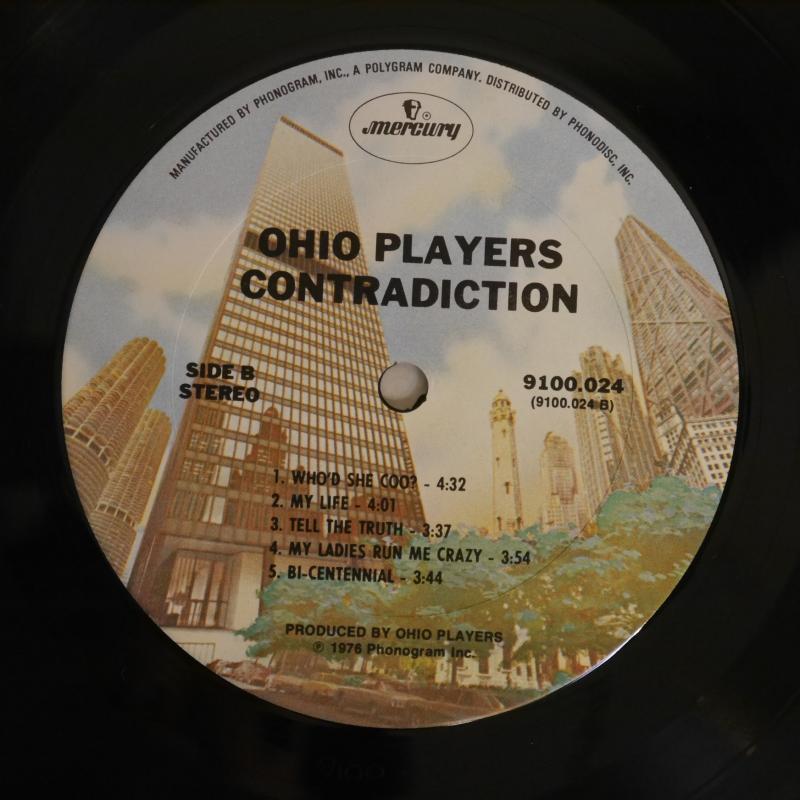 MANUFACTURED BY PHONOGRAM, INC., A POLYGRAM COMPANY. DISTRIBUTED BY PHONODISC, INC.
mercury
OHIO PLAYERS
CONTRADICTION
SIDE B
STEREO
9100.024
(9100.024 B)
1. WHO'D SHE COO? - 4:32
2. MY LIFE - 4:01
3. TELL THE TRUTH - 3:37
4. MY LADIES RUN ME CRAZY - 3:54
5. BI-CENTENNIAL - 3:44
PRODUCED BY OHIO PLAYERS
℗ 1976 Phonogram Inc.